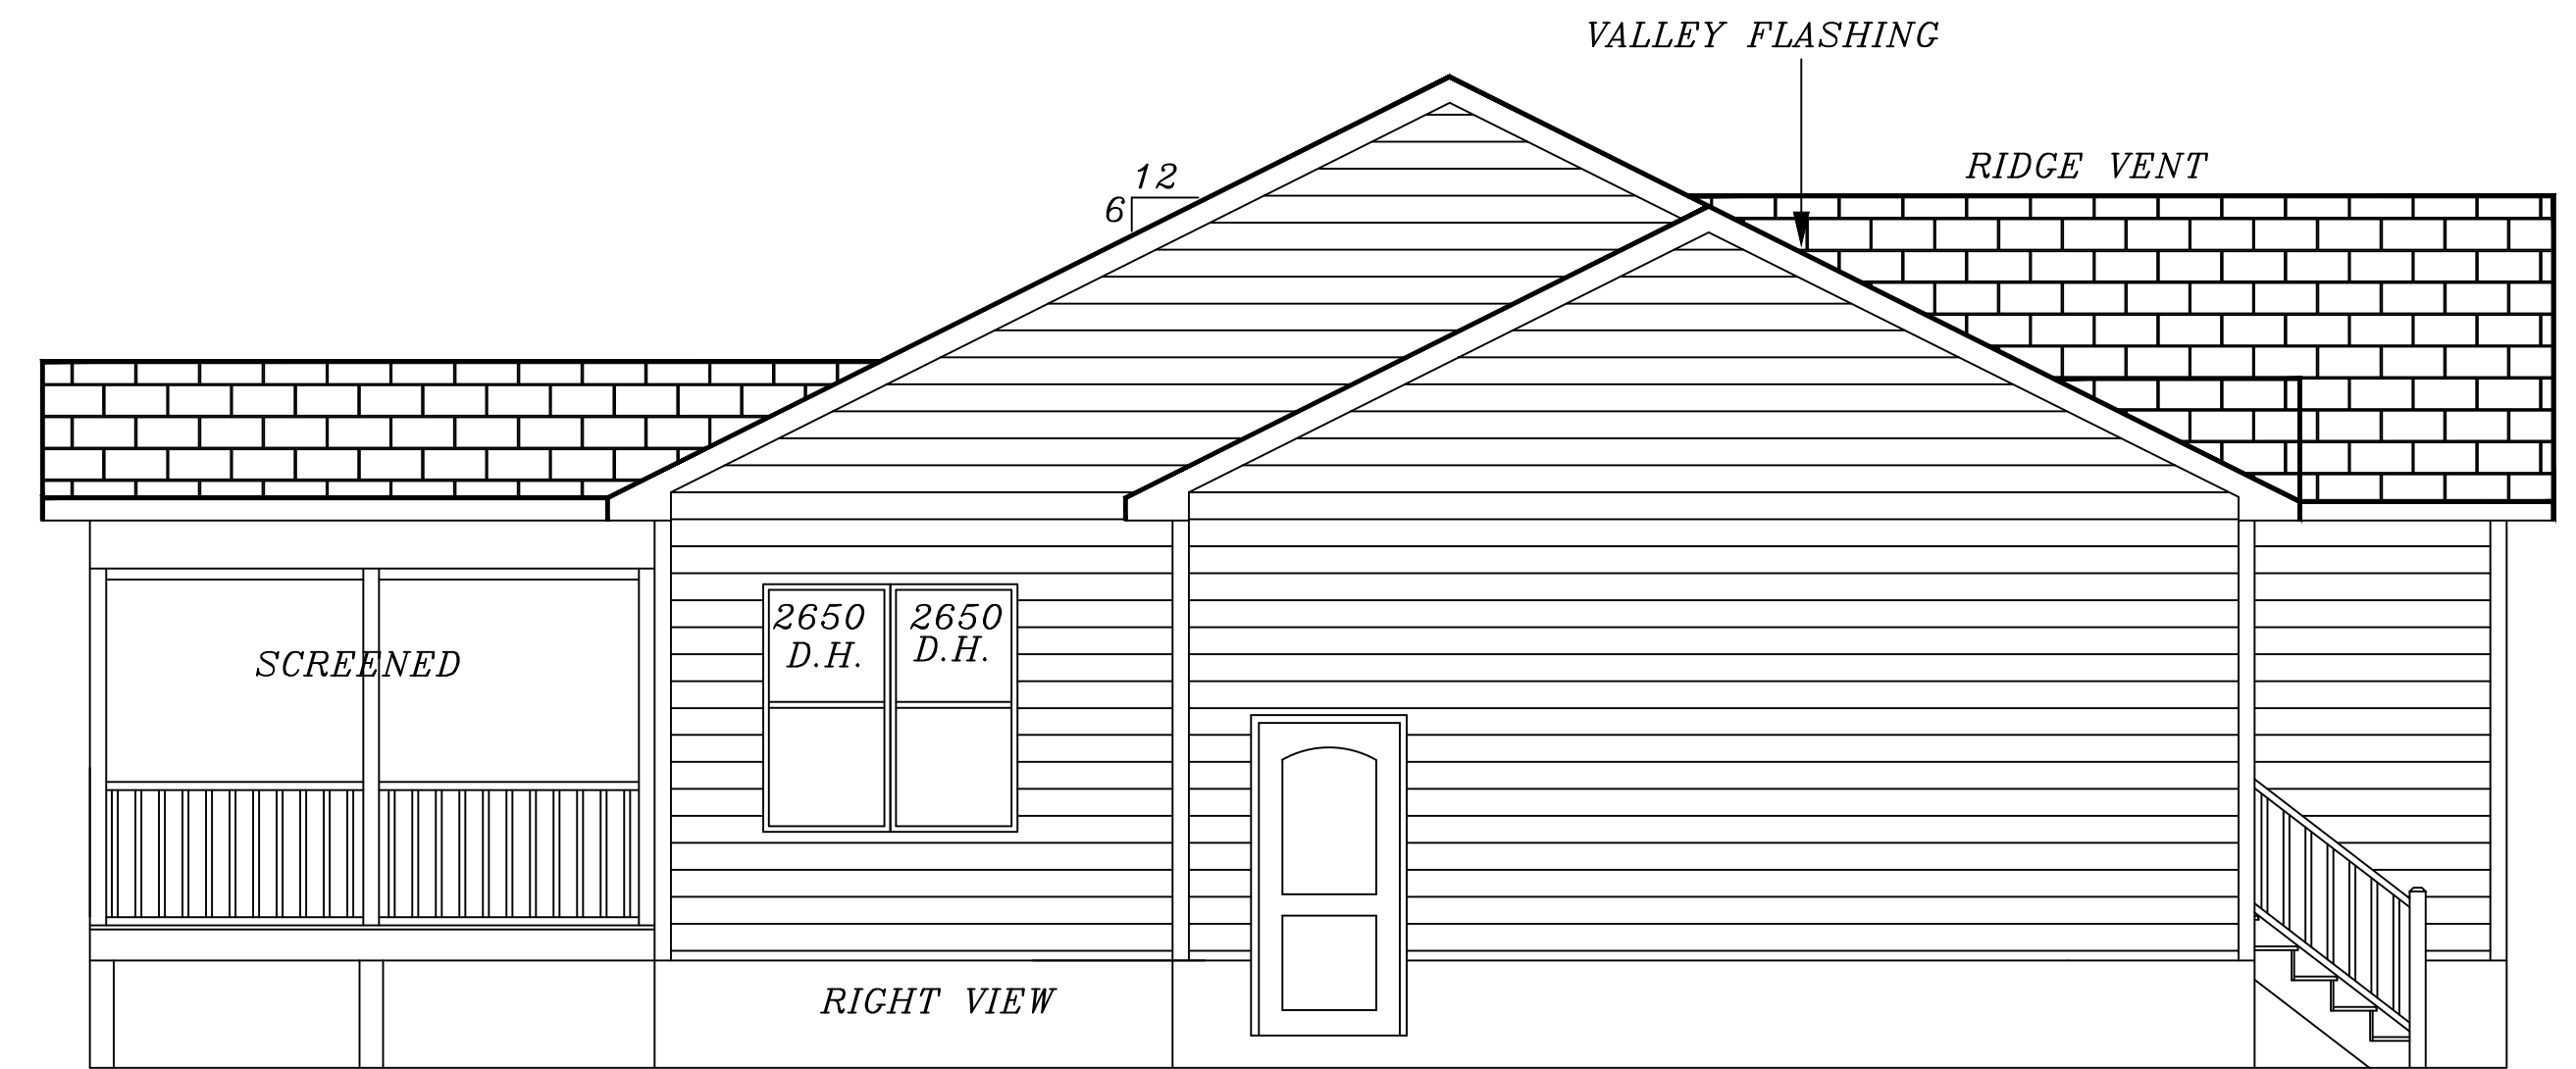 VALLEY FLASHING
RIDGE VENT
12
6
2650 2650
D.H. D.H.
SCREENED
RIGHT VIEW